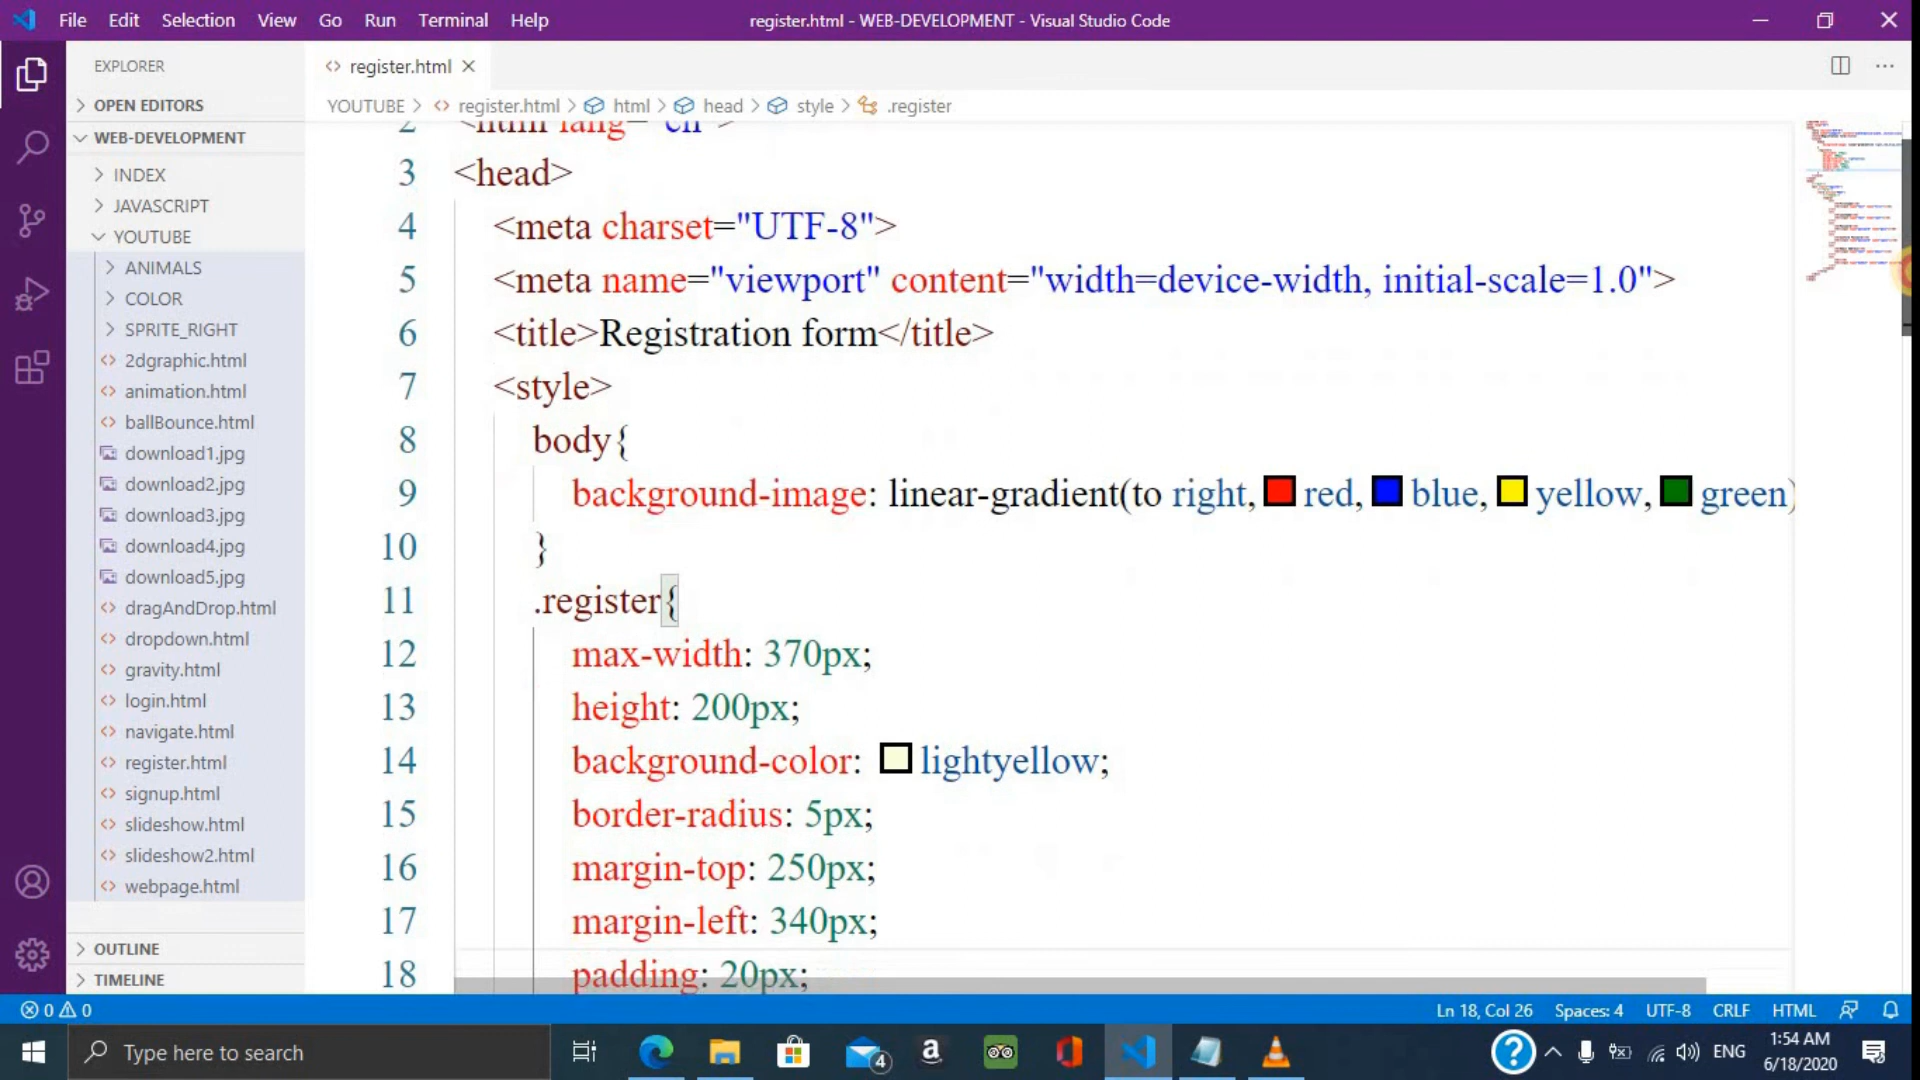 File Edit Selection View Go Run Terminal Help register.html - WEB-DEVELOPMENT - Visual Studio Code
EXPLORER
register.html
OPEN EDITORS
YOUTUBE > register.html > html > head > style > .register
WEB-DEVELOPMENT
INDEX
JAVASCRIPT
YOUTUBE
ANIMALS
COLOR
SPRITE_RIGHT
2dgraphic.html
animation.html
ballBounce.html
download1.jpg
download2.jpg
download3.jpg
download4.jpg
download5.jpg
dragAndDrop.html
dropdown.html
gravity.html
login.html
navigate.html
register.html
signup.html
slideshow.html
slideshow2.html
webpage.html
OUTLINE
TIMELINE
2 <html lang="en">
3 <head>
4 <meta charset="UTF-8">
5 <meta name="viewport" content="width=device-width, initial-scale=1.0">
6 <title>Registration form</title>
7 <style>
8 body{
9 background-image: linear-gradient(to right, red, blue, yellow, green)
10 }
11 .register{
12 max-width: 370px;
13 height: 200px;
14 background-color: lightyellow;
15 border-radius: 5px;
16 margin-top: 250px;
17 margin-left: 340px;
18 padding: 20px;
0 0 Ln 18, Col 26 Spaces: 4 UTF-8 CRLF HTML
Type here to search
4
a
ENG
1:54 AM
6/18/2020